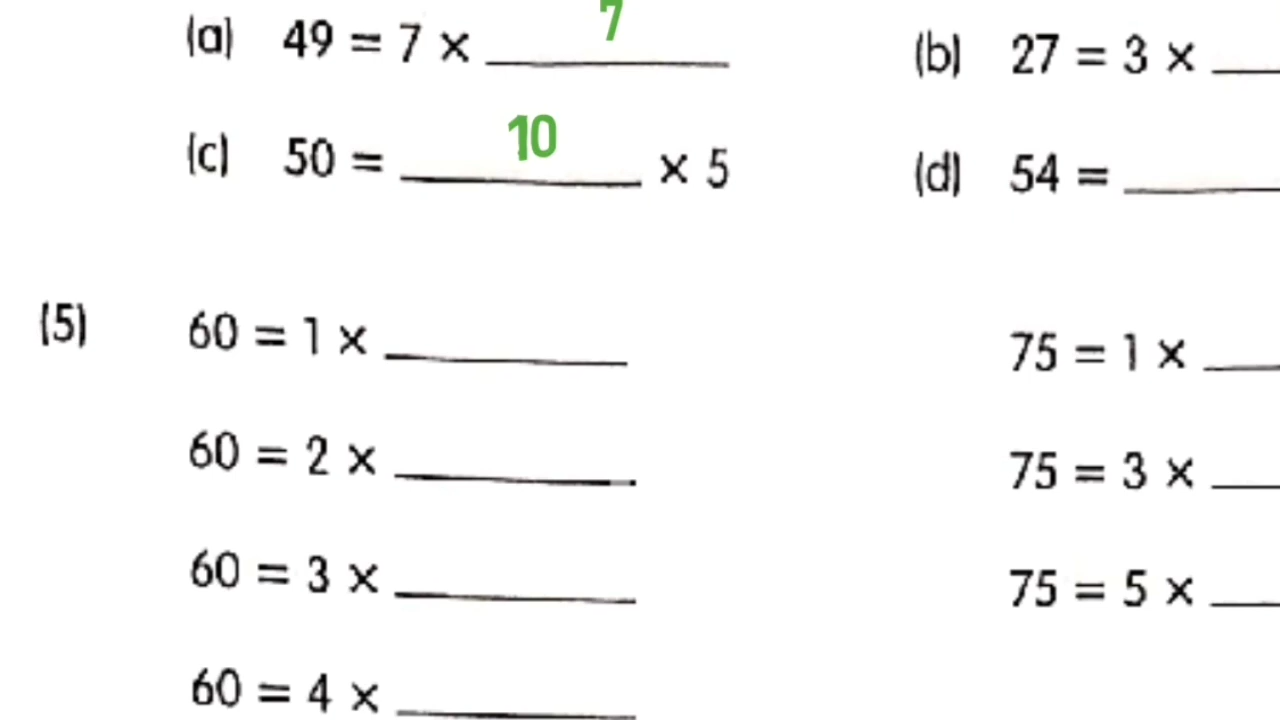 (a) 49 = 7 × 7
(b) 27 = 3 ×
(c) 50 = 10 × 5
(d) 54 =
(5) 60 = 1 ×
75 = 1 ×
60 = 2 ×
75 = 3 ×
60 = 3 ×
75 = 5 ×
60 = 4 ×